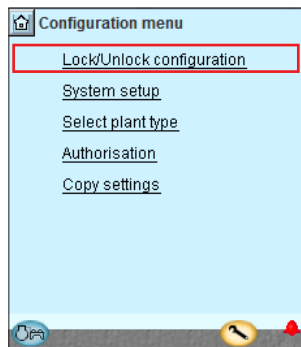 Configuration menu
Lock/Unlock configuration
System setup
Select plant type
Authorisation
Copy settings